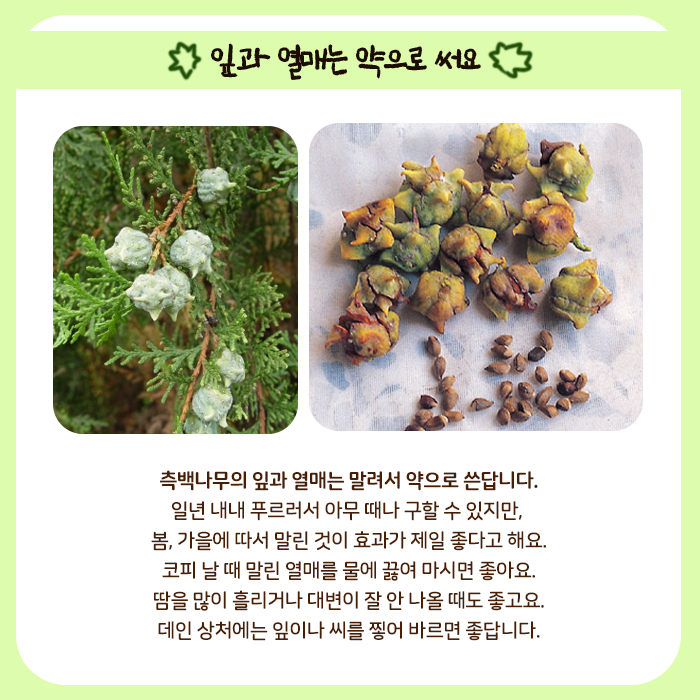 잎과 열매는 약으로 써요
측백나무의 잎과 열매는 말려서 약으로 쓴답니다.
일년 내내 푸르러서 아무 때나 구할 수 있지만,
봄, 가을에 따서 말린 것이 효과가 제일 좋다고 해요.
코피 날 때 말린 열매를 물에 끓여 마시면 좋아요.
땀을 많이 흘리거나 대변이 잘 안 나올 때도 좋고요.
데인 상처에는 잎이나 씨를 찧어 바르면 좋답니다.